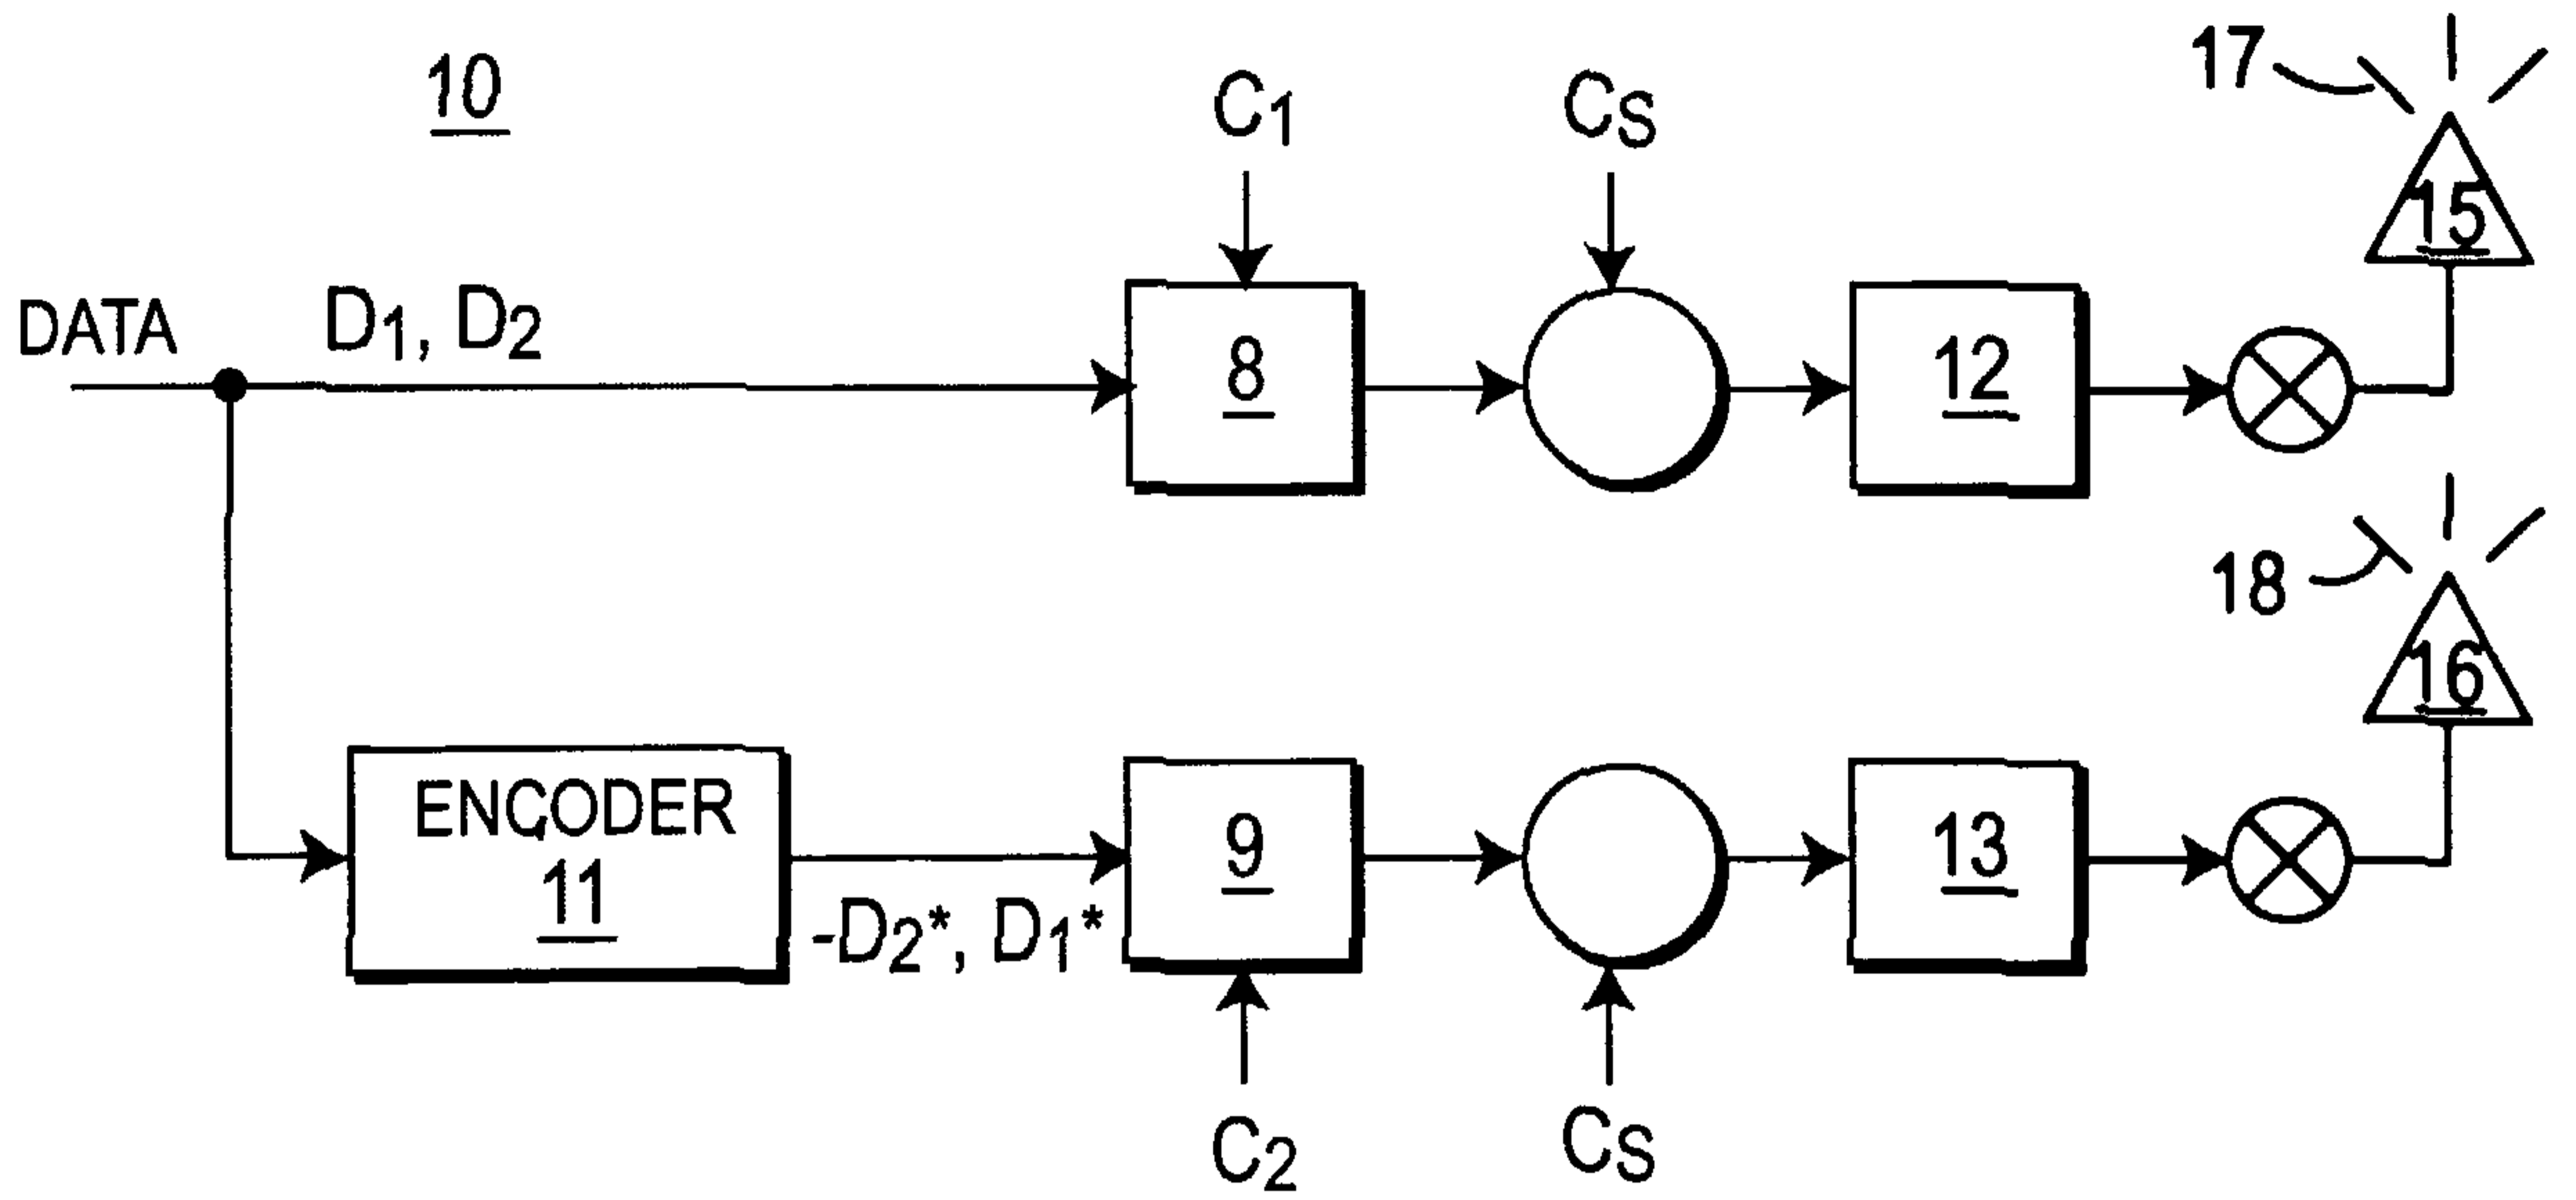 10
C1
CS
17
15
DATA
D1, D2
8
12
18
16
ENCODER
11
-D2*, D1*
9
13
C2
CS